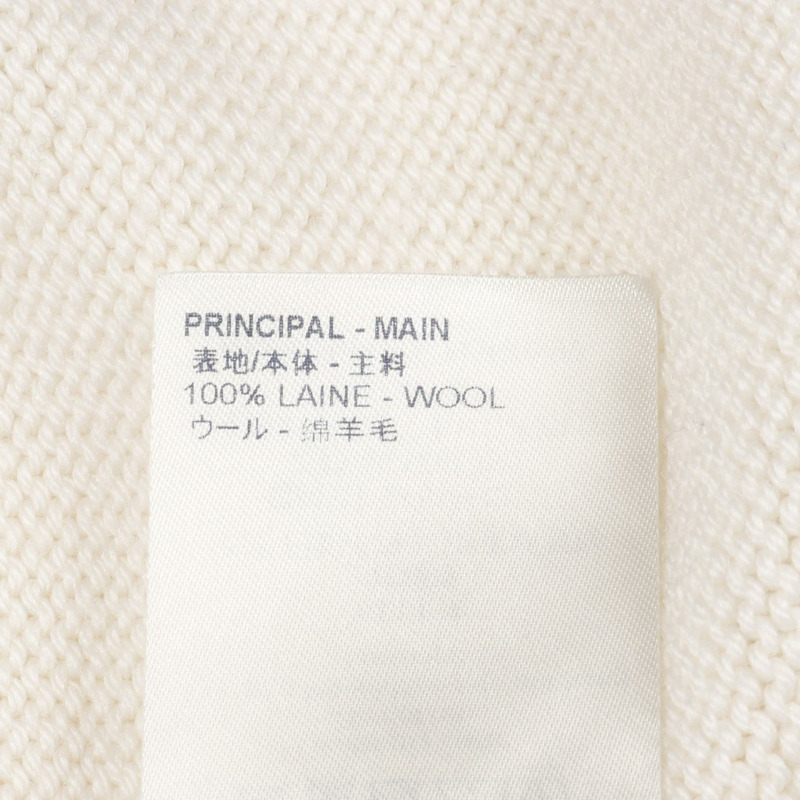 PRINCIPAL - MAIN
表地/本体 - 主料
100% LAINE - WOOL
ウール - 绵羊毛